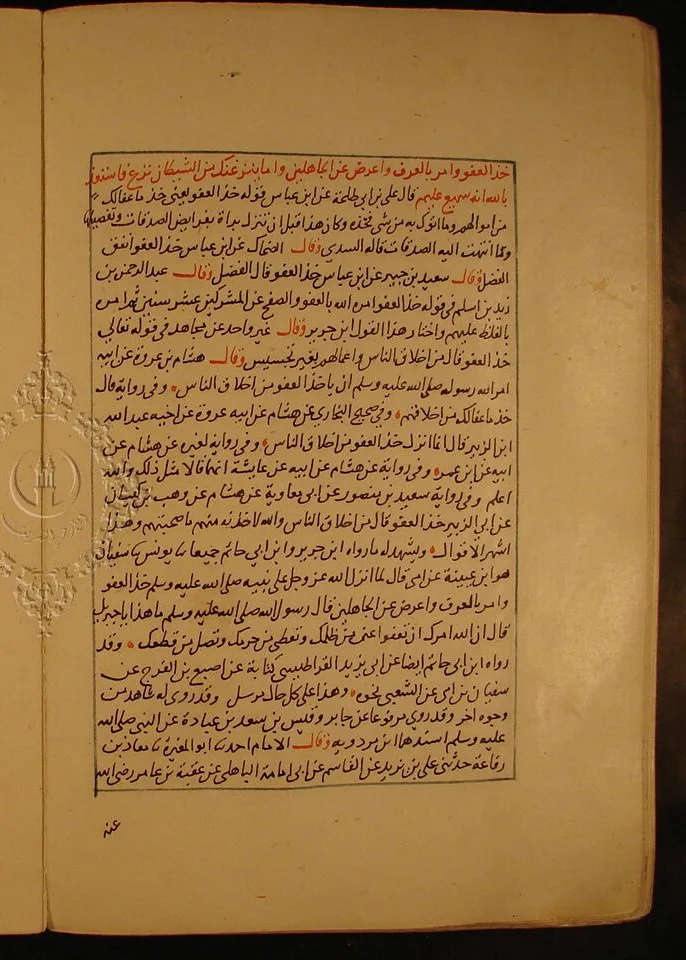 خذ العفو وامر بالعرف واعرض عن الجاهلين واما ينزغنك من الشيطان نزغ فاستعذ
بالله انه سميع عليم قال علي بن ابي طلحة عن ابن عباس قوله خذ العفو يعني خذ ما عفا لك
من اموالهم وما اتوك به من شي فخذه وكان هذا قبل ان تنزل براة بفرايض الصدقات وتفصيلها
وما انتهت اليه الصدقات قاله السدي وقال الضحاك عن ابن عباس خذ العفو انفق
الفضل وقال سعيد بن جبير عن ابن عباس خذ العفو قال الفضل وقال عبد الرحمن بن
زيد بن اسلم في قوله خذ العفو امره الله بالعفو والصفح عن المشركين عشر سنين ثم امره
بالغلظ عليهم واختار هذا القول ابن جرير وقال غير واحد عن مجاهد في قوله تعالى
خذ العفو قال من اخلاق الناس واعمالهم بغير تجسيس وقال هشام بن عروة عن ابيه
امر الله رسوله صلى الله عليه وسلم ان ياخذ العفو من اخلاق الناس وفي رواية قال
خذ ما عفا لك من اخلاقهم وفي صحيح البخاري عن هشام عن ابيه عروة عن اخيه عبد الله
ابن الزبير قال انما انزل خذ العفو من اخلاق الناس وفي رواية لغيره عن هشام عن
ابيه عن ابن عمر وفي رواية عن هشام عن ابيه عن عايشة انهما قالا مثل ذلك والله
اعلم وفي رواية سعيد بن منصور عن ابي معاوية عن هشام عن وهب بن كيسان
عن ابي الزبير خذ العفو قال من اخلاق الناس والله لاخذنه منهم ما صحبتهم وهذا
اشهر الاقوال ويشهد له ما رواه ابن جرير وابن ابي حاتم جميعا ثنا يونس ثنا سفيان
هو ابن عيينة عن امي قال لما انزل الله عز وجل على نبيه صلى الله عليه وسلم خذ العفو
وامر بالعرف واعرض عن الجاهلين قال رسول الله صلى الله عليه وسلم ما هذا يا جبريل
قال ان الله امرك ان تعفوا عمن ظلمك وتعطي من حرمك وتصل من قطعك وقد
رواه ابن ابي حاتم ايضا عن ابي يزيد القراطيسي كتابة عن اصبغ بن الفرج عن
سفيان بن ابي عن الشعبي نحوه وهذا على كل حال مرسل وقد روي له شاهد من
وجوه اخر وقد روي مرفوعا عن جابر وقيس بن سعد بن عبادة عن النبي صلى الله
عليه وسلم اسندهما ابن مردويه وقال الامام احمد ثنا ابو المغيرة ثنا معاذ بن
رفاعة حدثني علي بن يزيد عن القاسم عن ابي امامة الباهلي عن عقبة بن عامر رضي الله
عنه